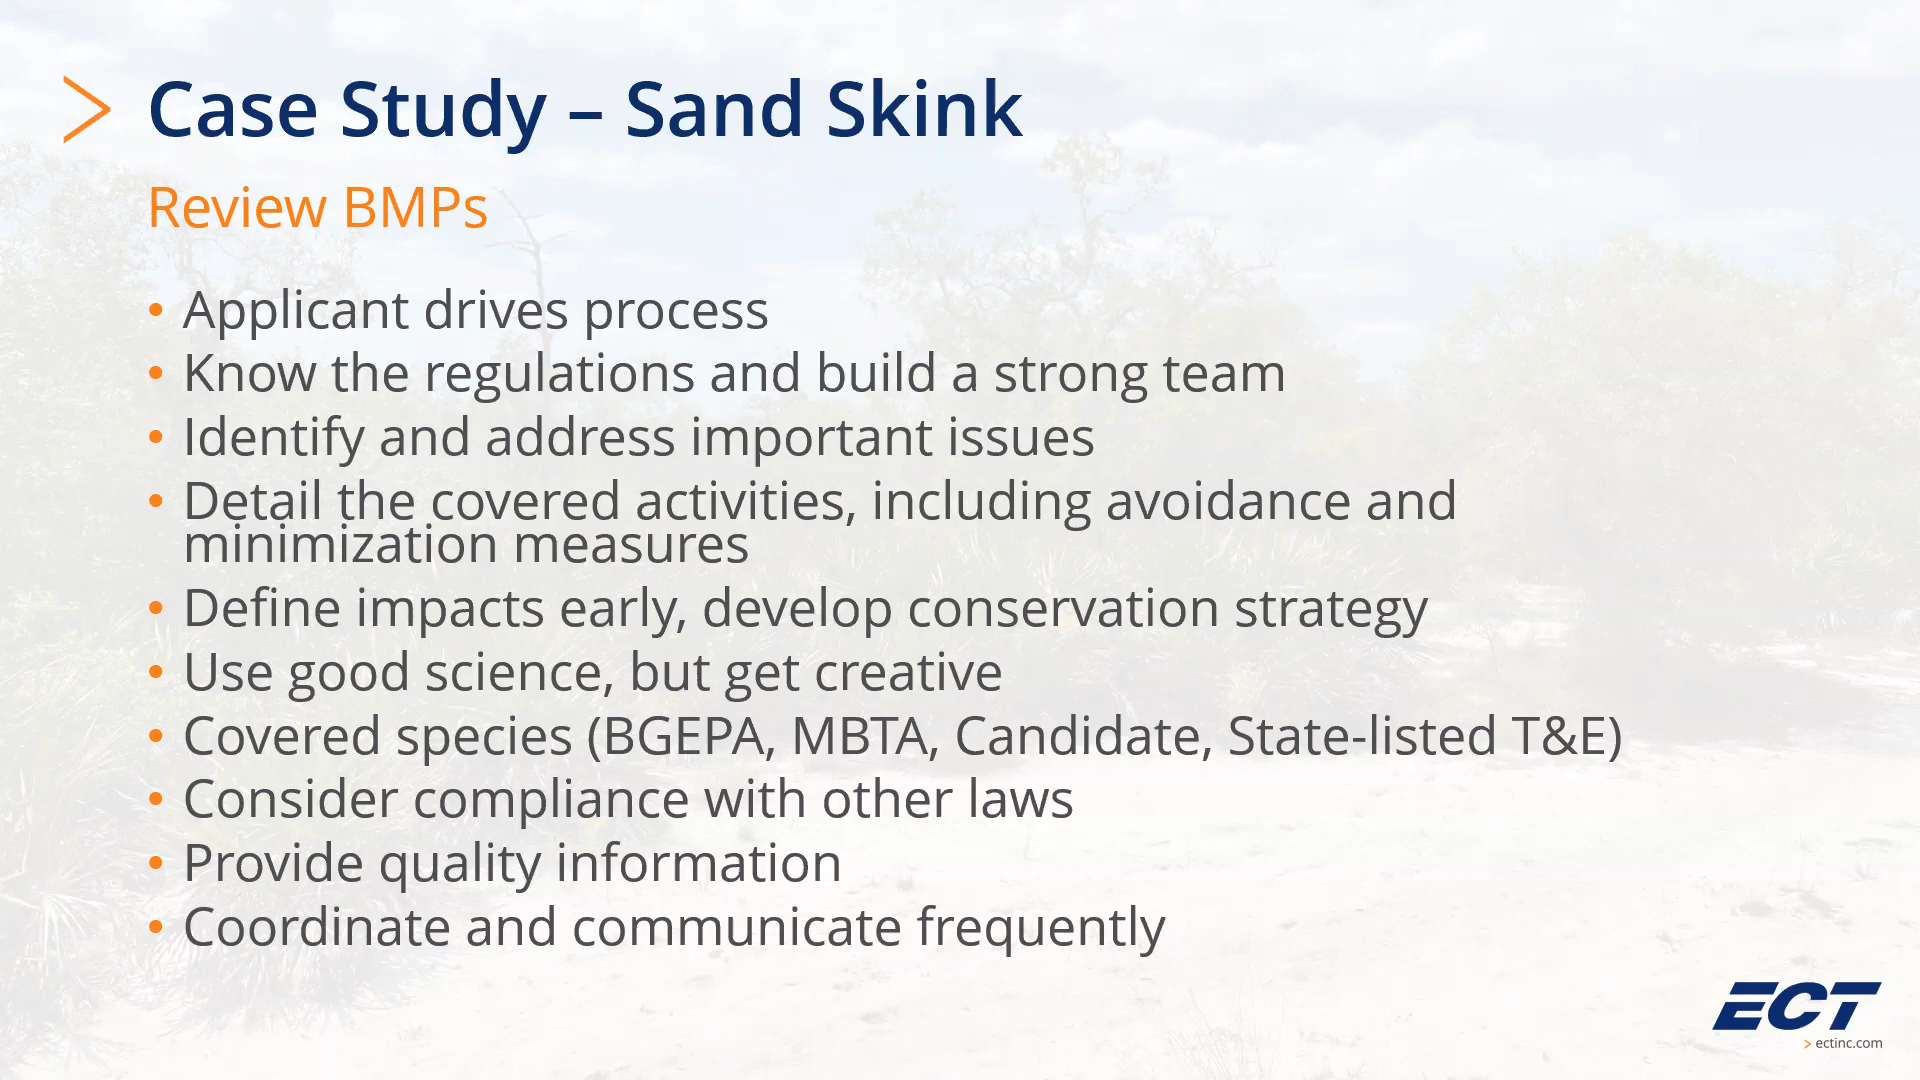 Case Study – Sand Skink
Review BMPs
• Applicant drives process
• Know the regulations and build a strong team
• Identify and address important issues
• Detail the covered activities, including avoidance and
minimization measures
• Define impacts early, develop conservation strategy
• Use good science, but get creative
• Covered species (BGEPA, MBTA, Candidate, State-listed T&E)
• Consider compliance with other laws
• Provide quality information
• Coordinate and communicate frequently
ECT
> ectinc.com